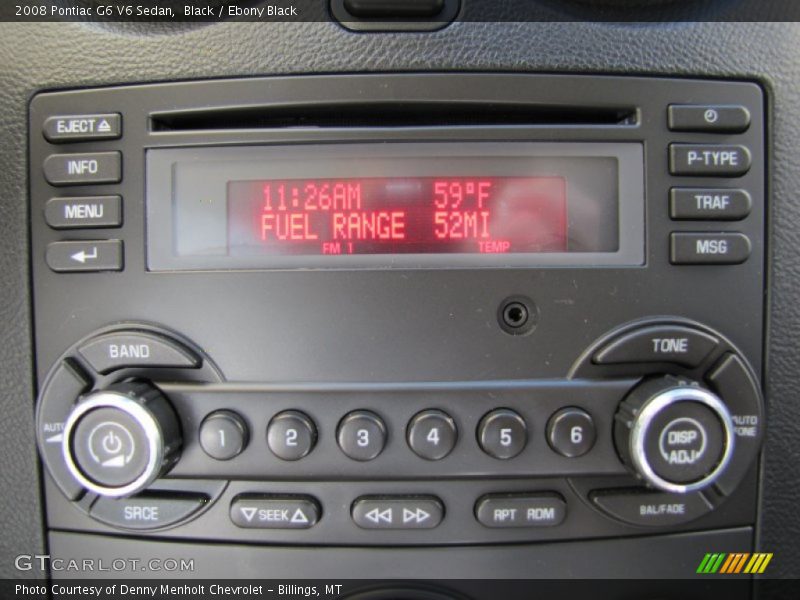 2008 Pontiac G6 V6 Sedan,  Black / Ebony Black
EJECT
INFO
MENU
P-TYPE
TRAF
MSG
11:26AM 59°F
FUEL RANGE 52MI
FM 1 TEMP
BAND
TONE
AUTO
AUTO TONE
1 2 3 4 5 6
DISP
ADJ
SRCE
SEEK
RPT RDM
BAL/FADE
GTCARLOT.COM
Photo Courtesy of Denny Menholt Chevrolet – Billings, MT